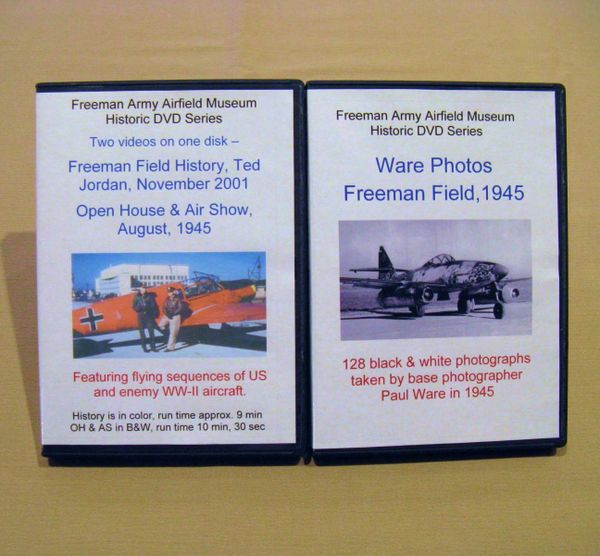 Freeman Army Airfield Museum
Historic DVD Series
Two videos on one disk –
Freeman Field History, Ted
Jordan, November 2001
Open House & Air Show,
August, 1945
Featuring flying sequences of US
and enemy WW-II aircraft.
History is in color, run time approx. 9 min
OH & AS in B&W, run time 10 min, 30 sec
Freeman Army Airfield Museum
Historic DVD Series
Ware Photos
Freeman Field,1945
128 black & white photographs
taken by base photographer
Paul Ware in 1945